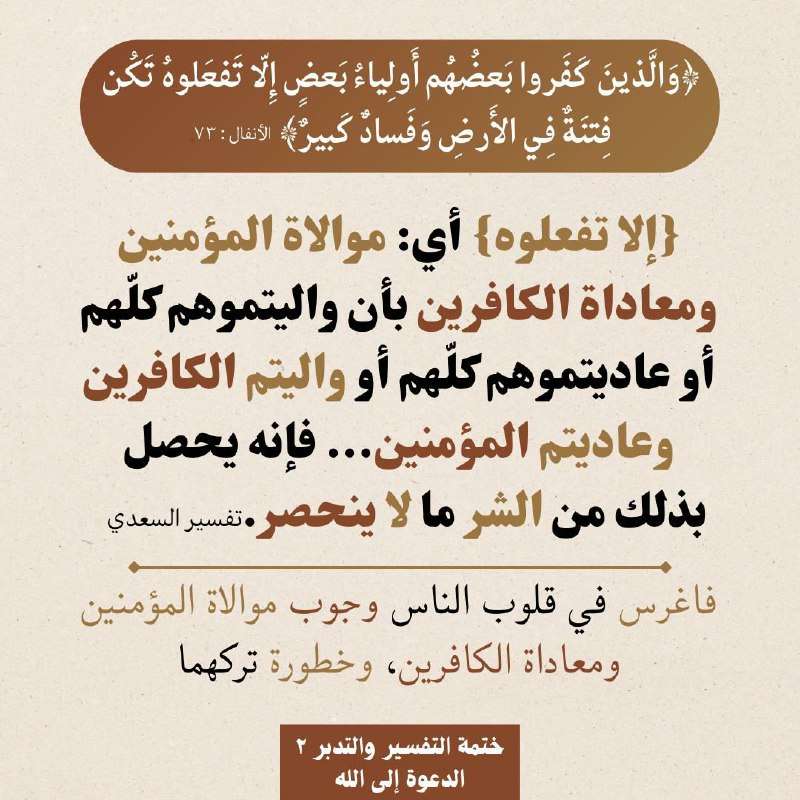 ﴿وَالَّذينَ كَفَروا بَعضُهُم أَولِياءُ بَعضٍ إِلّا تَفعَلوهُ تَكُن
فِتنَةٌ فِي الأَرضِ وَفَسادٌ كَبيرٌ﴾ الأنفال: ٧٣
{إلا تفعلوه} أي: موالاة المؤمنين
ومعاداة الكافرين بأن واليتموهم كلّهم
أو عاديتموهم كلّهم أو واليتم الكافرين
وعاديتم المؤمنين... فإنه يحصل
بذلك من الشر ما لا ينحصر. تفسير السعدي
فاغرس في قلوب الناس وجوب موالاة المؤمنين
ومعاداة الكافرين، وخطورة تركهما
ختمة التفسير والتدبر ٢
الدعوة إلى الله